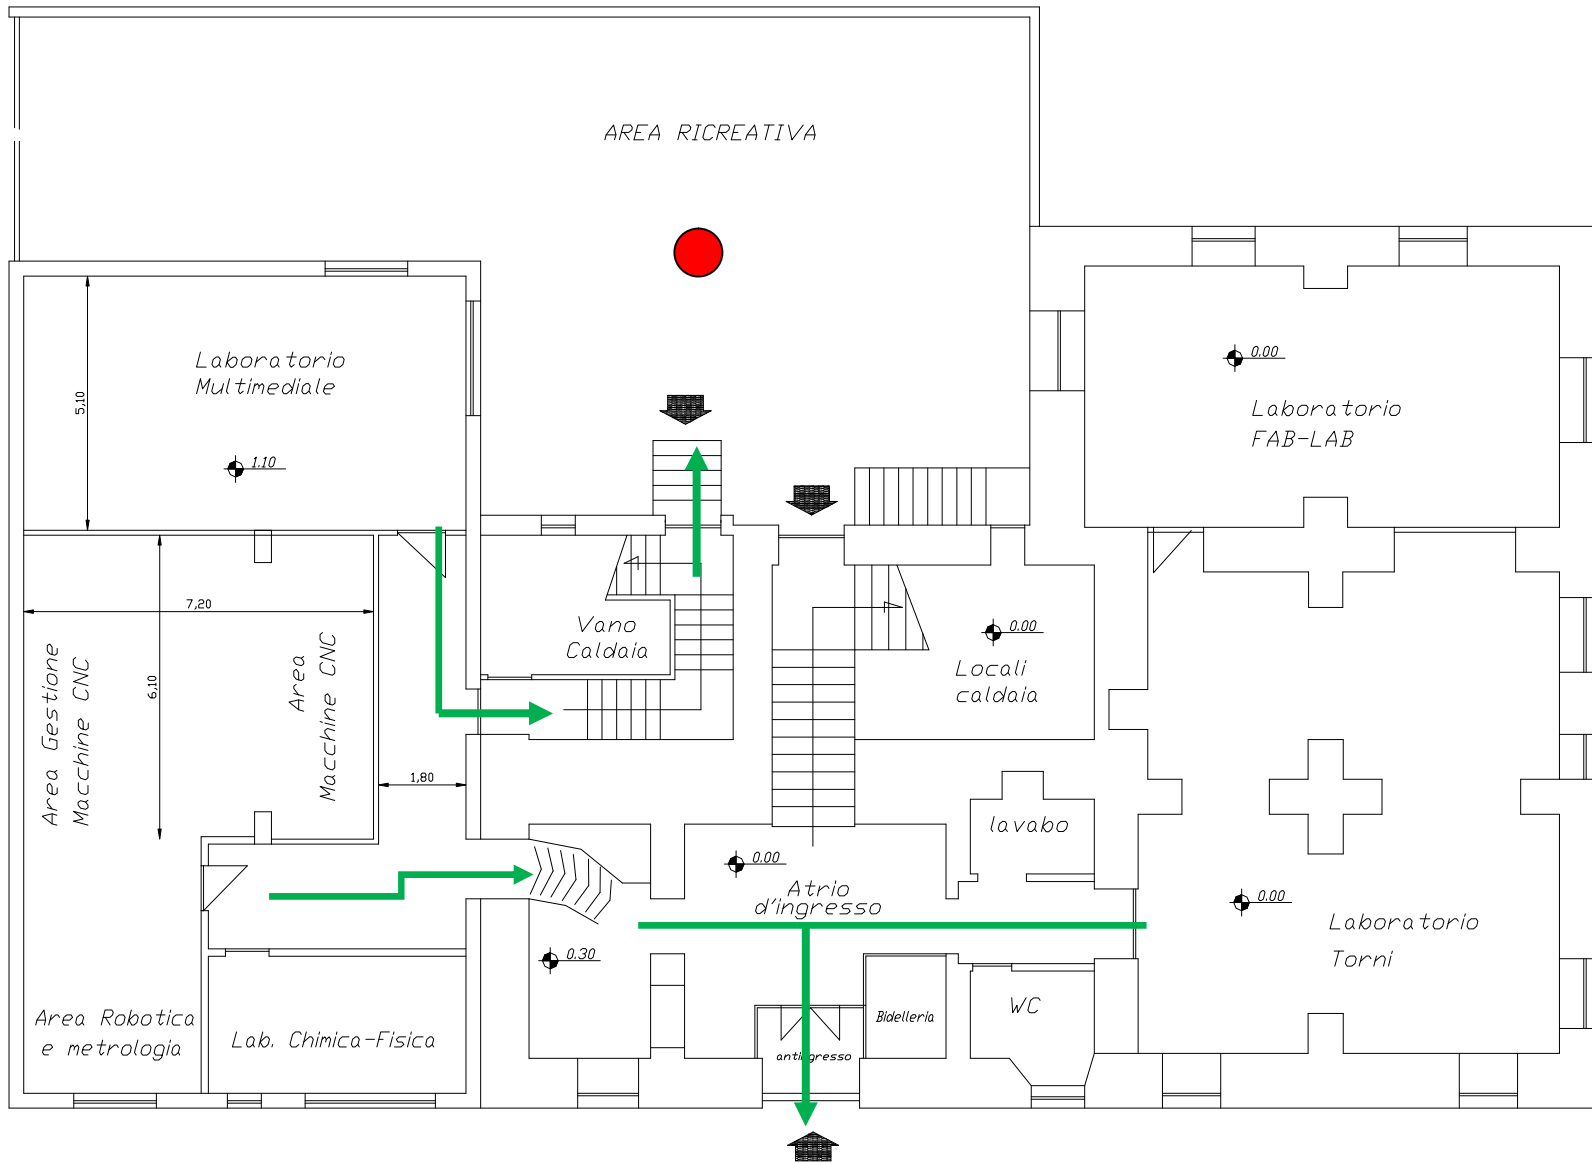 AREA RICREATIVA
Laboratorio
Multimediale
5,10
1.10
0.00
Laboratorio
FAB-LAB
7,20
6,10
Area Gestione
Macchine CNC
Area
Macchine CNC
1,80
Vano
Caldaia
0.00
Locali
caldaia
lavabo
0.00
Atrio
d'ingresso
0.30
0.00
Laboratorio
Torni
Area Robotica
e metrologia
Lab. Chimica-Fisica
Bidelleria
WC
antingresso